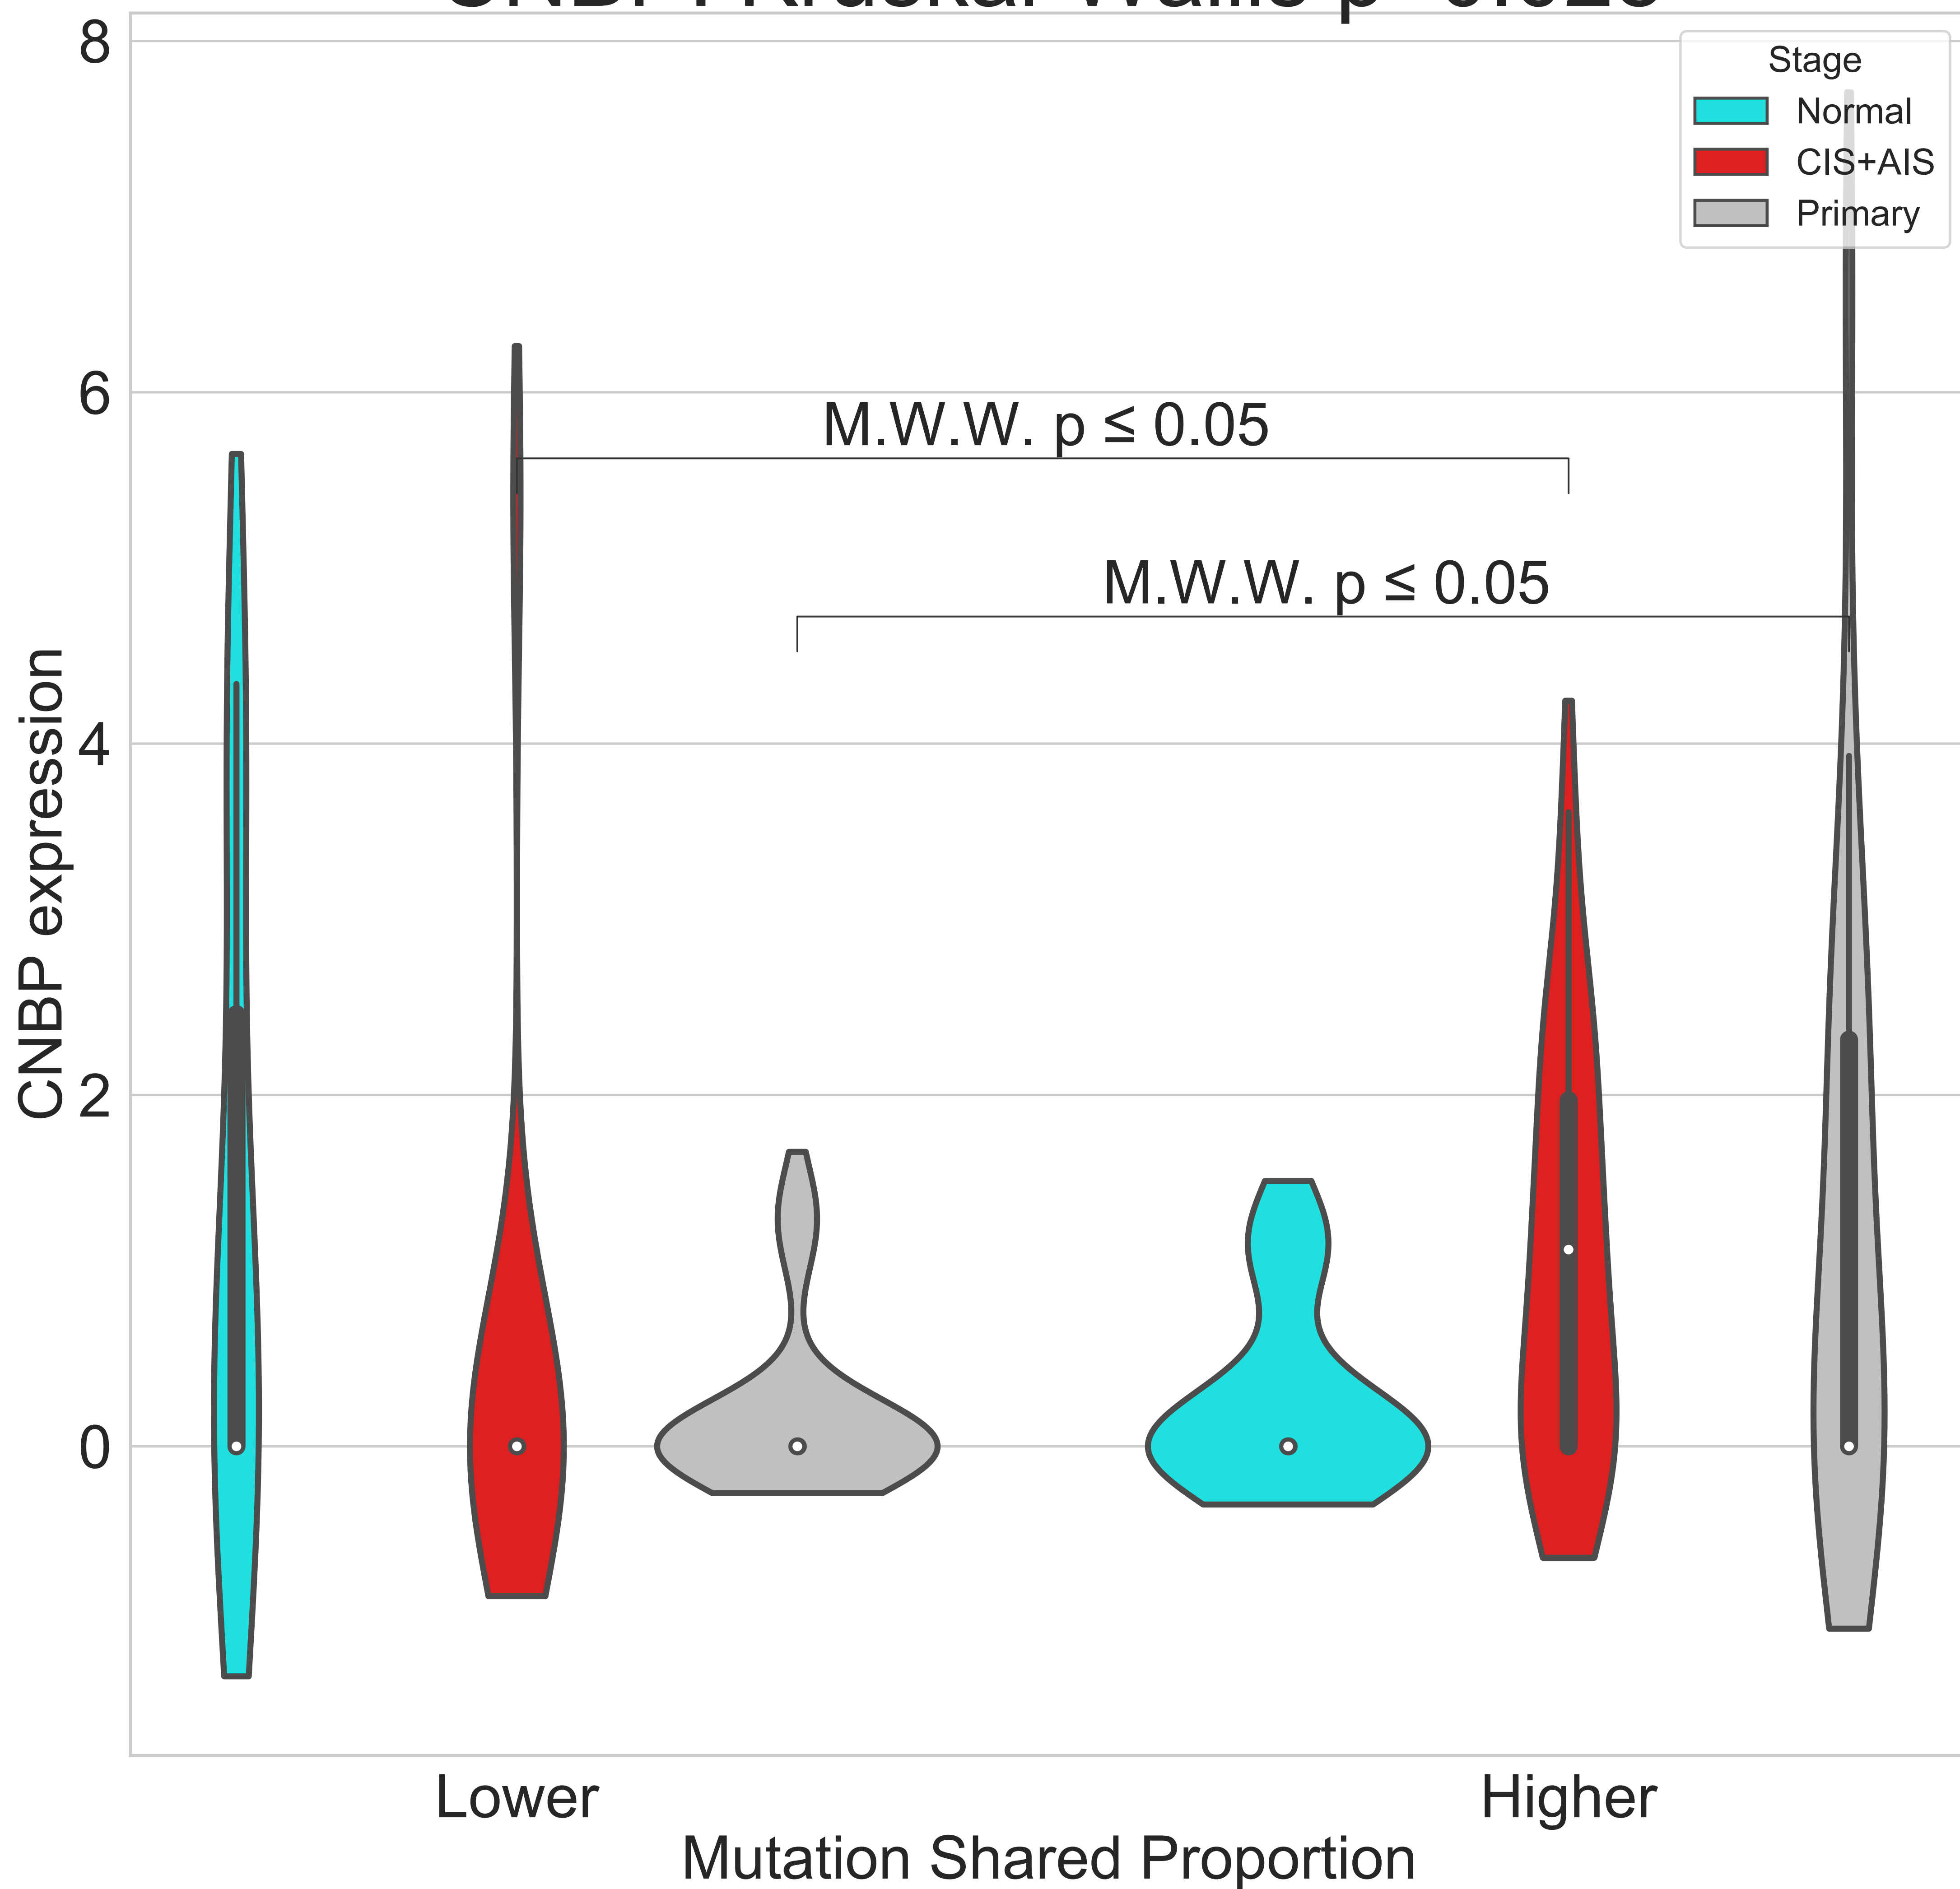 8
6
4
2
0
CNBP expression
Stage
Normal
CIS+AIS
Primary
M.W.W. p ≤ 0.05
M.W.W. p ≤ 0.05
Lower
Higher
Mutation Shared Proportion